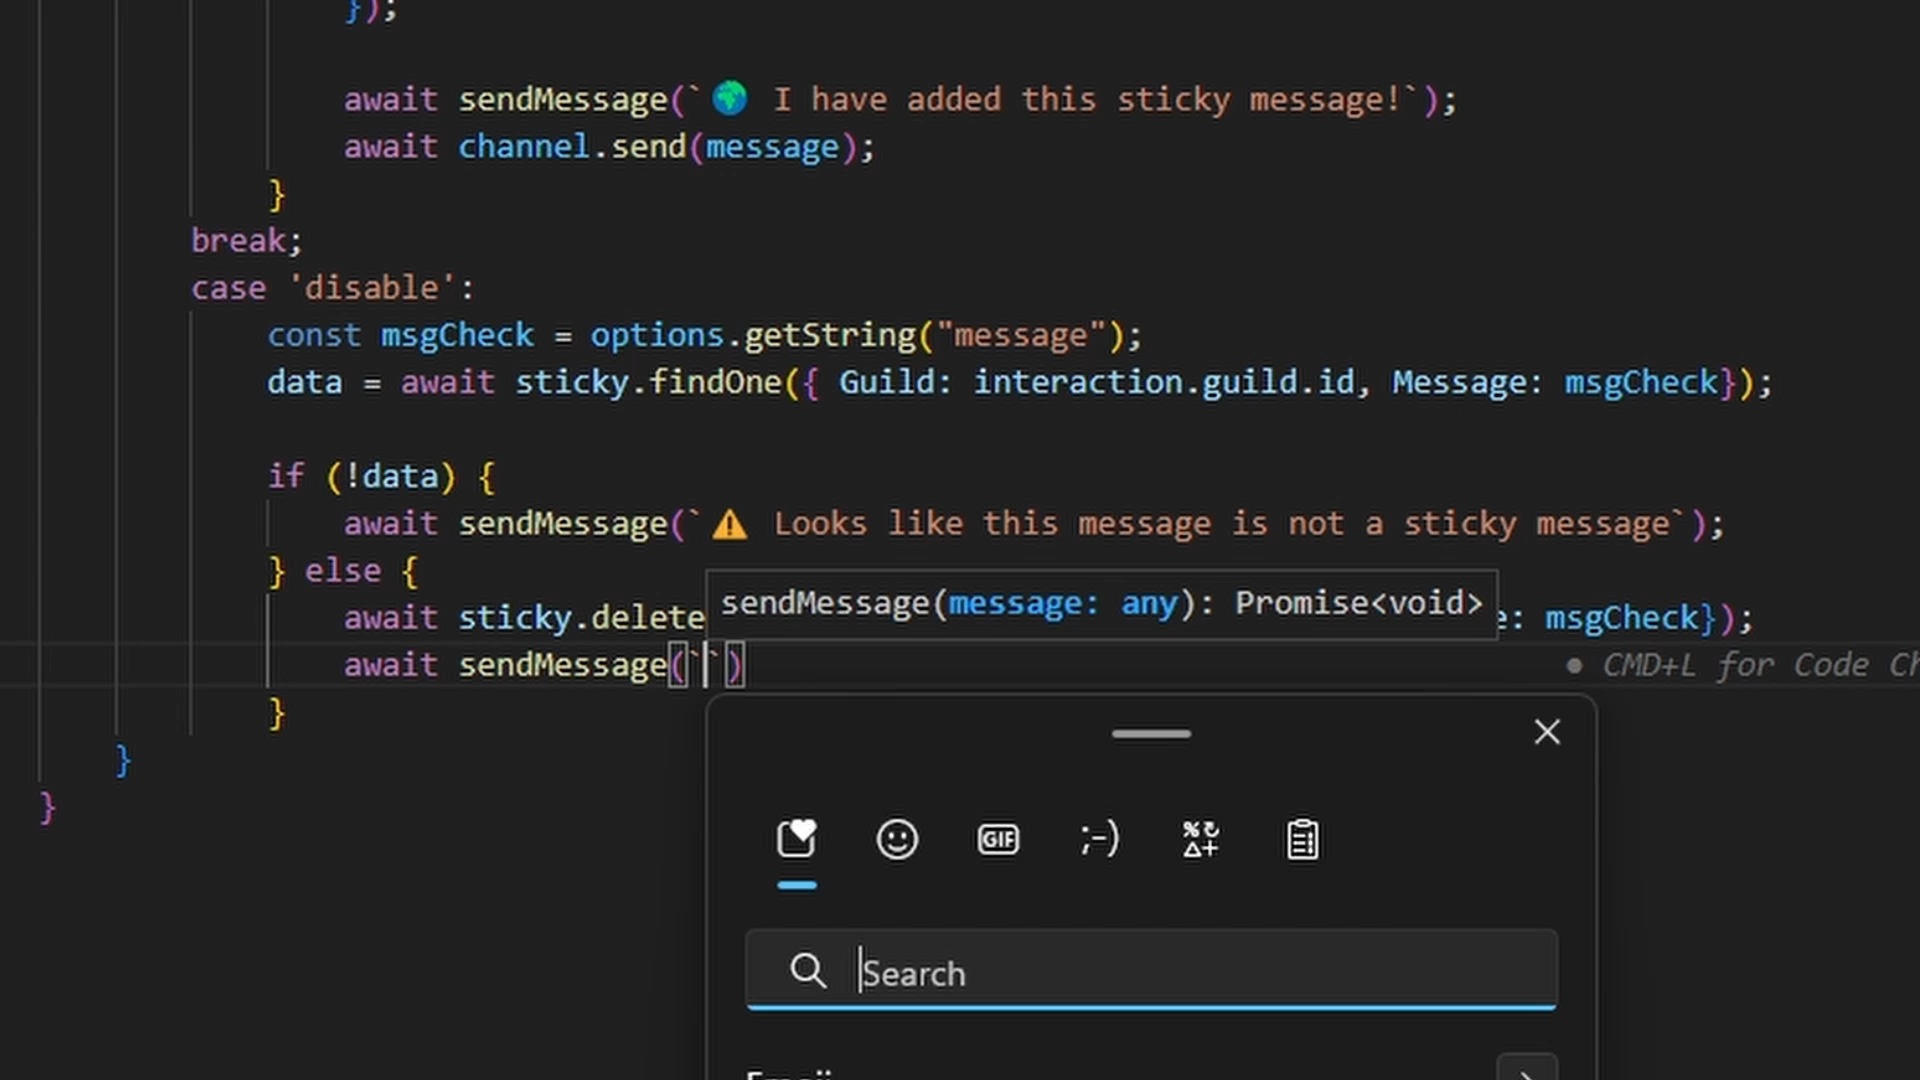 });
await sendMessage(`🌍 I have added this sticky message!`);
await channel.send(message);
}
break;
case 'disable':
const msgCheck = options.getString("message");
data = await sticky.findOne({ Guild: interaction.guild.id, Message: msgCheck});
if (!data) {
await sendMessage(`⚠️ Looks like this message is not a sticky message`);
} else {
sendMessage(message: any): Promise<void>
await sticky.delete e: msgCheck});
await sendMessage(``) CMD+L for Code Ch
}
}
}
GIF
;-)
Search
Emoji